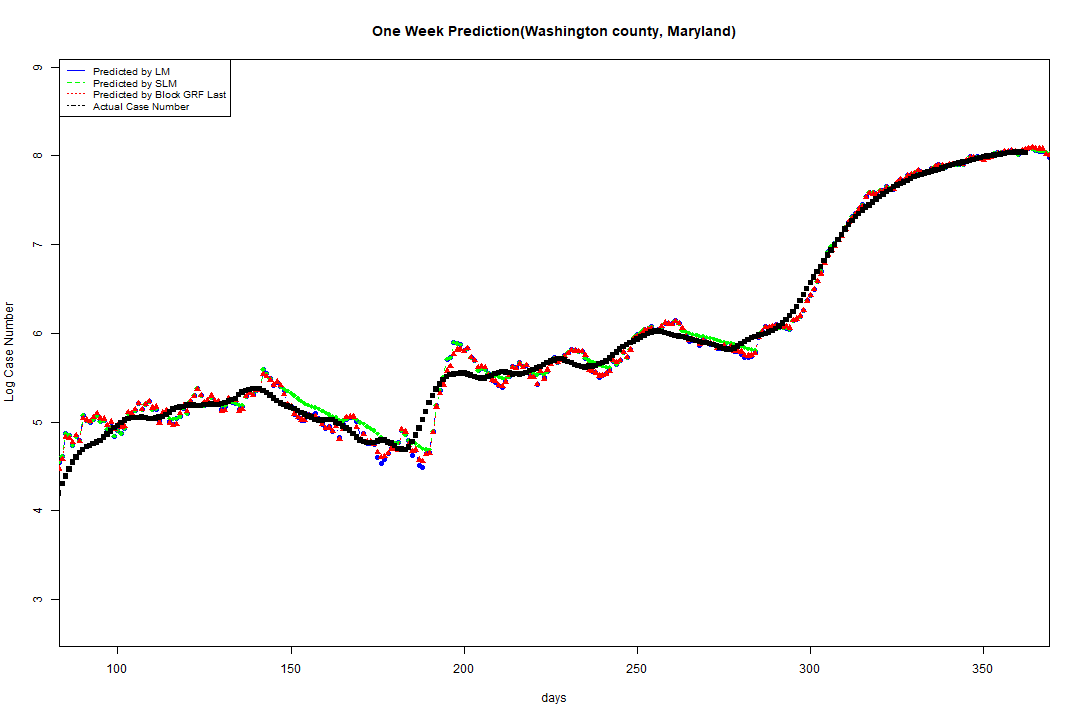 One Week Prediction(Washington county, Maryland)
Predicted by LM
Predicted by SLM
Predicted by Block GRF Last
Actual Case Number
9
8
7
6
5
4
3
Log Case Number
100 150 200 250 300 350
days